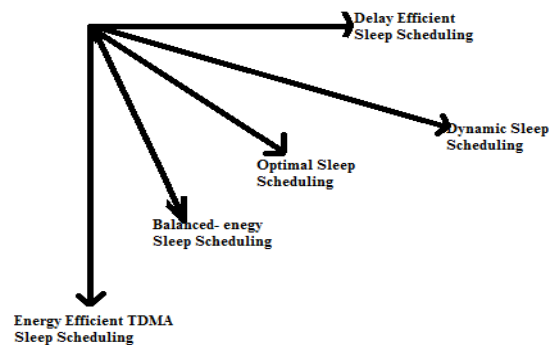 Delay Efficient
Sleep Scheduling
Dynamic Sleep
Scheduling
Optimal Sleep
Scheduling
Balanced- enegy
Sleep Scheduling
Energy Efficient TDMA
Sleep Scheduling